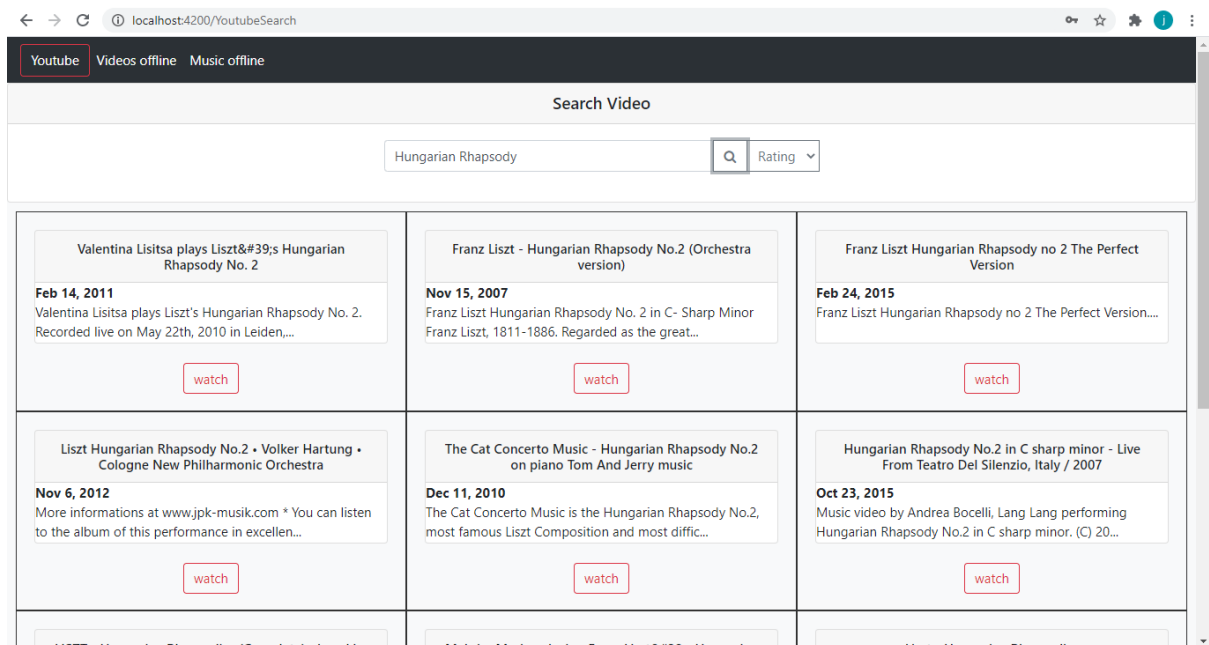 localhost:4200/YoutubeSearch
j
Youtube Videos offline Music offline
Search Video
Hungarian Rhapsody
Rating
Valentina Lisitsa plays Liszt&#39;s Hungarian
Rhapsody No. 2
Feb 14, 2011
Valentina Lisitsa plays Liszt's Hungarian Rhapsody No. 2.
Recorded live on May 22th, 2010 in Leiden,...
watch
Franz Liszt - Hungarian Rhapsody No.2 (Orchestra
version)
Nov 15, 2007
Franz Liszt Hungarian Rhapsody No. 2 in C- Sharp Minor
Franz Liszt, 1811-1886. Regarded as the great...
watch
Franz Liszt Hungarian Rhapsody no 2 The Perfect
Version
Feb 24, 2015
Franz Liszt Hungarian Rhapsody no 2 The Perfect Version....
watch
Liszt Hungarian Rhapsody No.2 • Volker Hartung •
Cologne New Philharmonic Orchestra
Nov 6, 2012
More informations at www.jpk-musik.com * You can listen
to the album of this performance in excellen...
watch
The Cat Concerto Music - Hungarian Rhapsody No.2
on piano Tom And Jerry music
Dec 11, 2010
The Cat Concerto Music is the Hungarian Rhapsody No.2,
most famous Liszt Composition and most diffic...
watch
Hungarian Rhapsody No.2 in C sharp minor - Live
From Teatro Del Silenzio, Italy / 2007
Oct 23, 2015
Music video by Andrea Bocelli, Lang Lang performing
Hungarian Rhapsody No.2 in C sharp minor. (C) 20...
watch